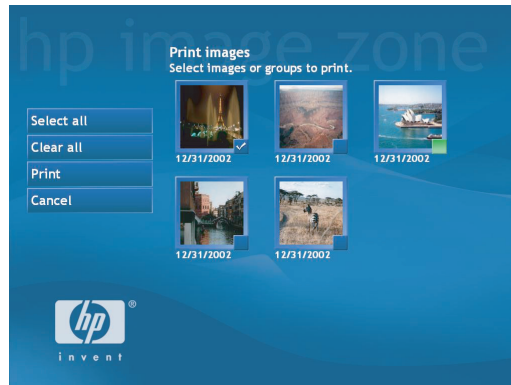 hp image zone
Print images
Select images or groups to print.
Select all
Clear all
Print
Cancel
12/31/2002
12/31/2002
12/31/2002
12/31/2002
12/31/2002
hp
®
invent